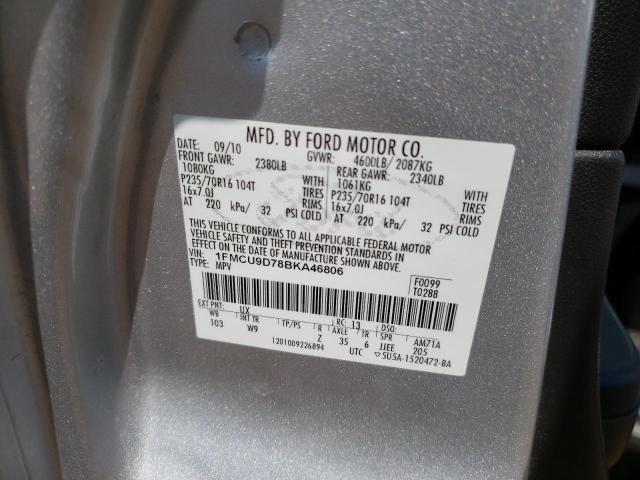 MFD. BY FORD MOTOR CO.
DATE: 09/10 GVWR: 4600LB/ 2087KG
FRONT GAWR: 2380LB REAR GAWR: 2340LB
1080KG WITH 1061KG WITH
P235/70R16 104T TIRES P235/70R16 104T TIRES
16x7.0J RIMS 16x7.0J RIMS
AT 220 kPa/ 32 PSI COLD AT 220 kPa/ 32 PSI COLD
THIS VEHICLE CONFORMS TO ALL APPLICABLE FEDERAL MOTOR
VEHICLE SAFETY AND THEFT PREVENTION STANDARDS IN
EFFECT ON THE DATE OF MANUFACTURE SHOWN ABOVE.
VIN: 1FMCU9D78BKA46806
TYPE: MPV
F0099
T0288
EXT PNT: UX RC: 13 DSO:
WB INT TR TP/PS R AXLE TR SPR AM71A
103 W9 Z 35 6 JJEE 205
1201009226894 UTC ▽5U5A-1520472-BA